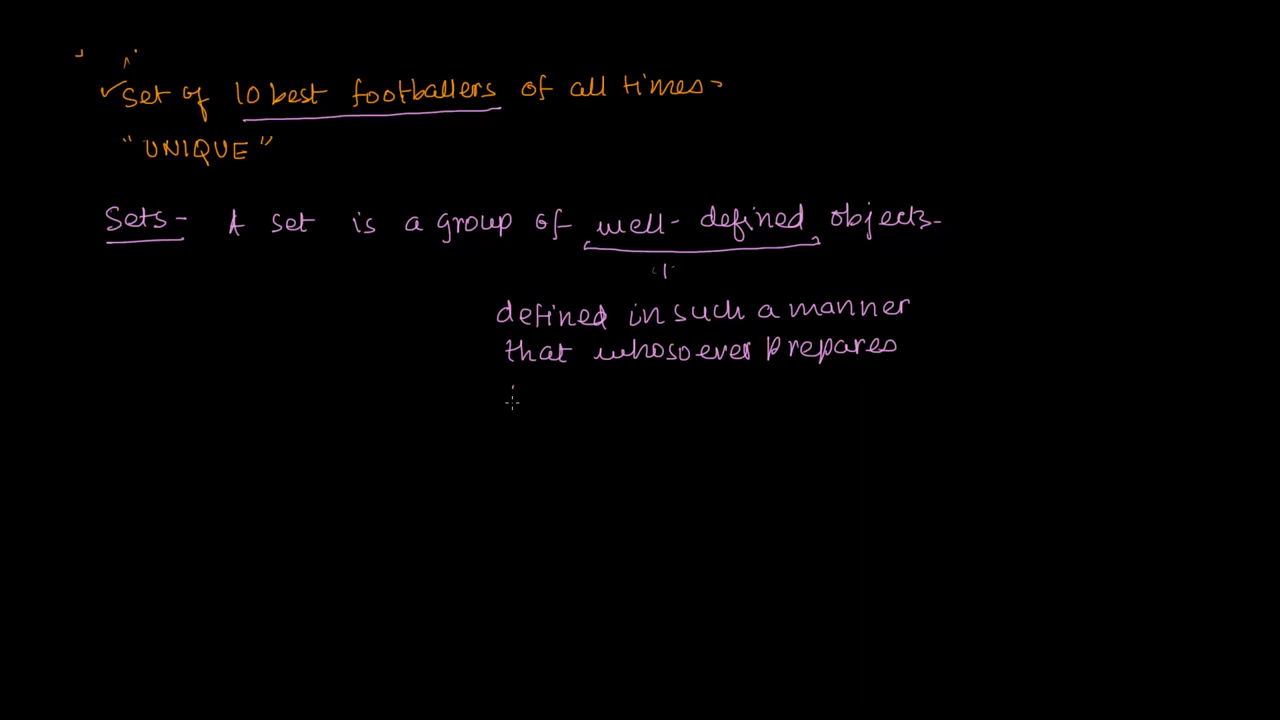 set of 10 best footballers of all times-
"UNIQUE"
Sets- A set is a group of well-defined objects-
defined in such a manner
that whosoever prepares